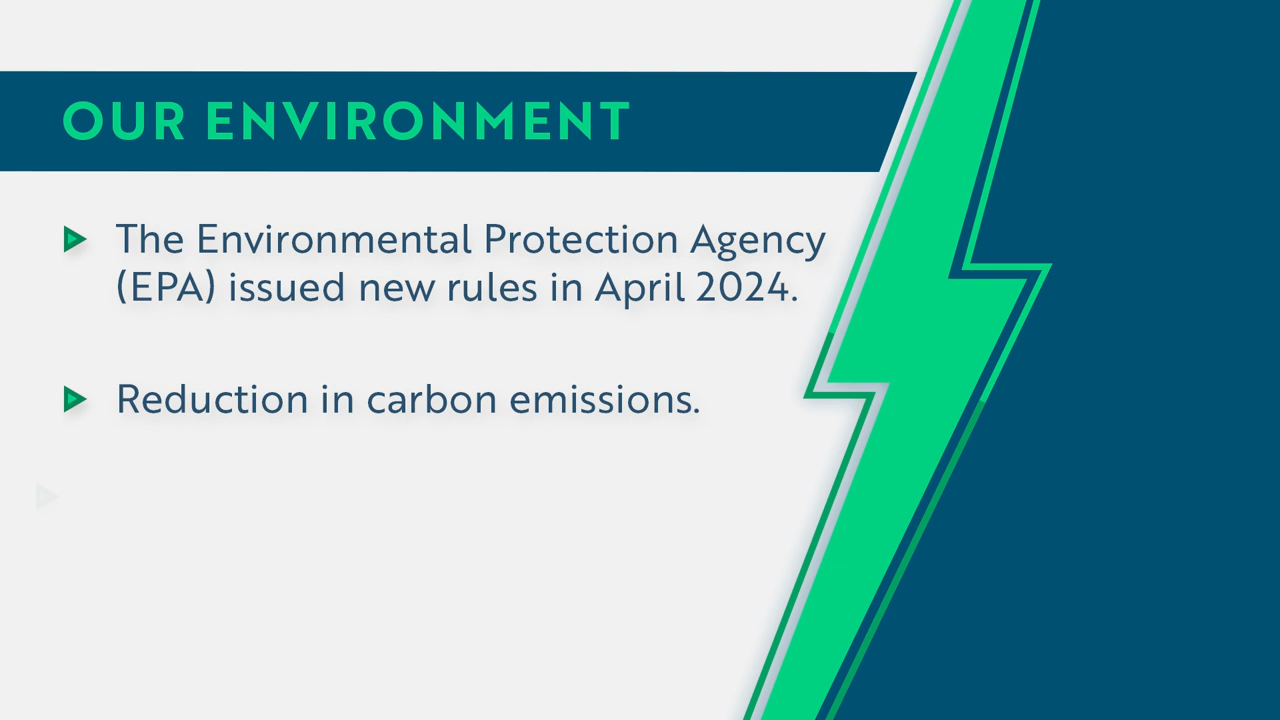 OUR ENVIRONMENT
The Environmental Protection Agency
(EPA) issued new rules in April 2024.
Reduction in carbon emissions.